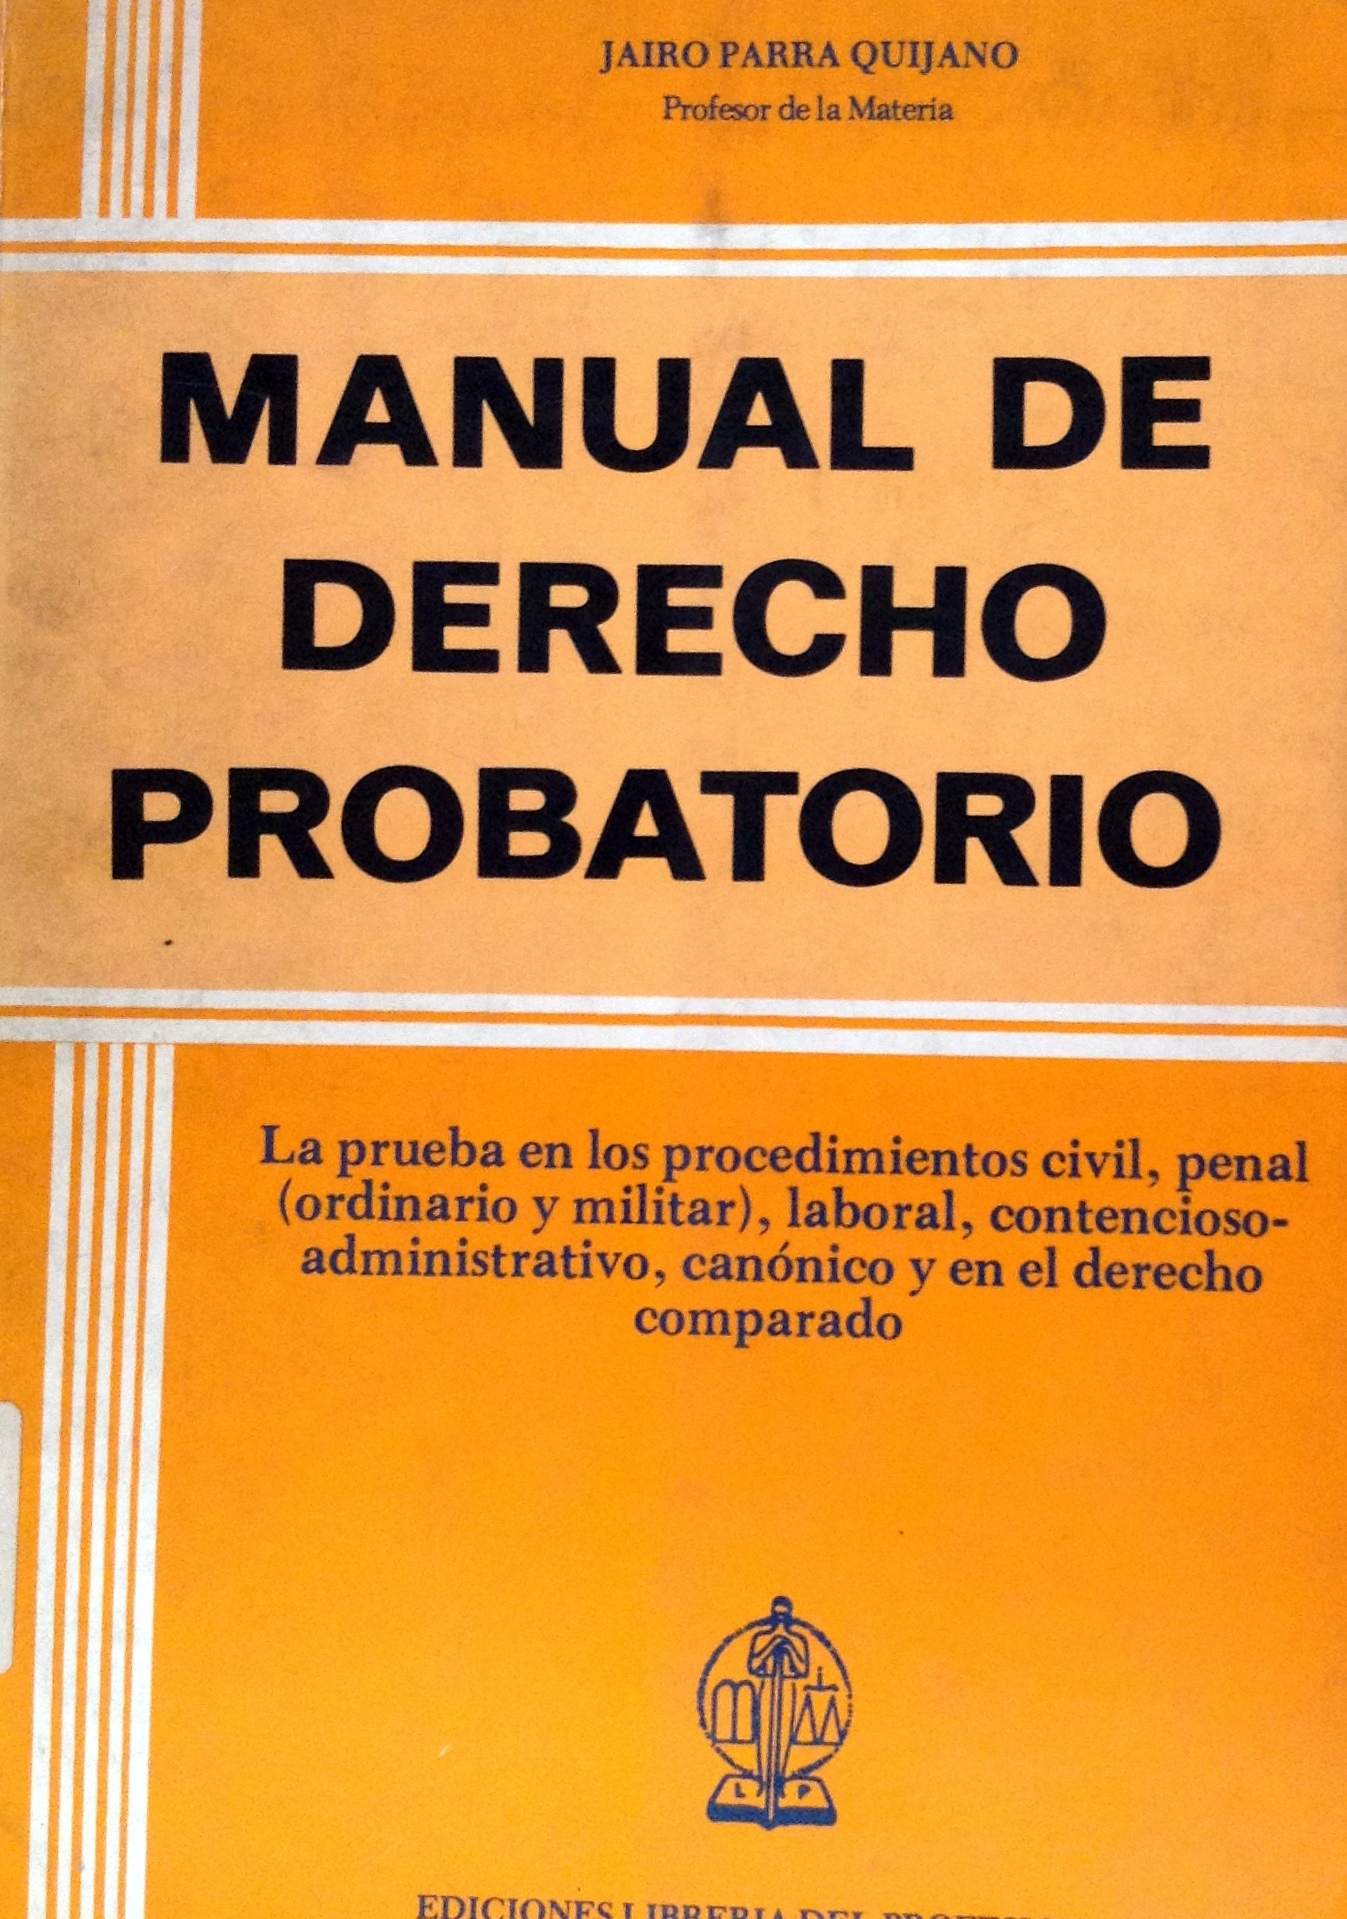 JAIRO PARRA QUIJANO
Profesor de la Materia
MANUAL DE
DERECHO
PROBATORIO
La prueba en los procedimientos civil, penal
(ordinario y militar), laboral, contencioso-
administrativo, canónico y en el derecho
comparado
L P
EDICIONES LIBRERIA DEL